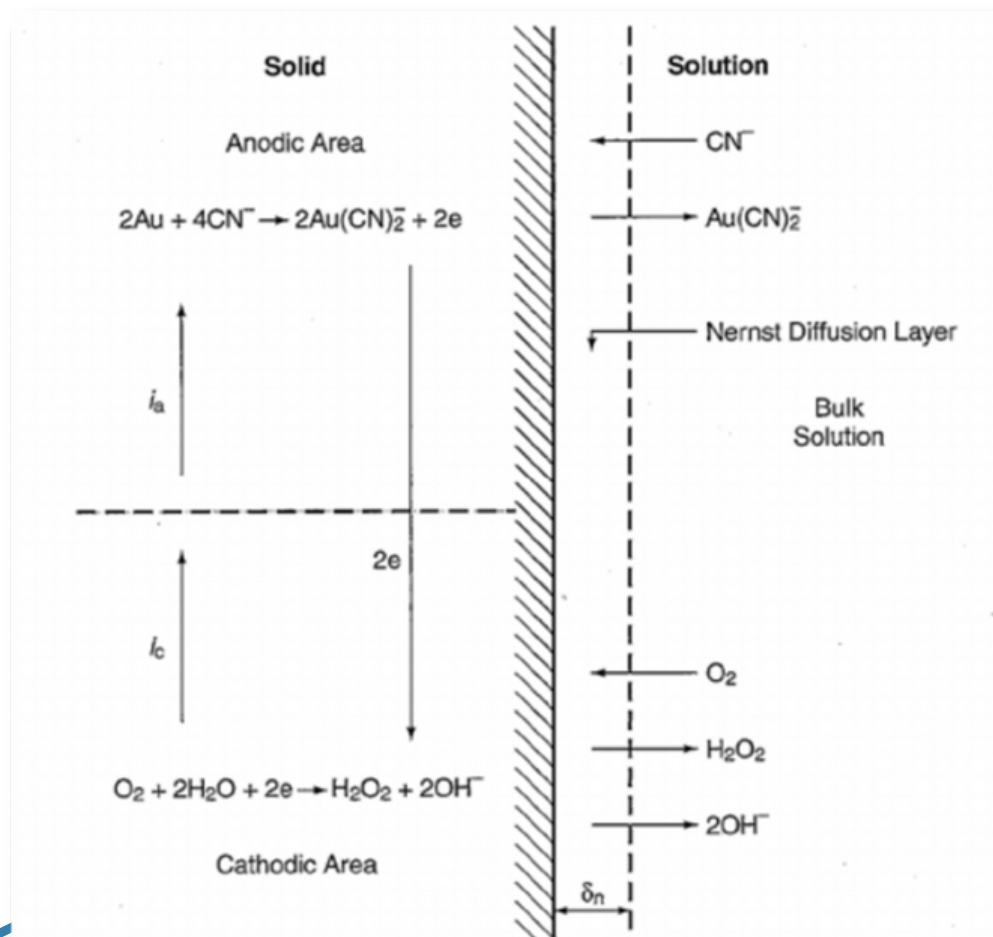 Solid
Solution
Anodic Area
CN⁻
2Au + 4CN⁻ → 2Au(CN)₂⁻ + 2e
Au(CN)₂⁻
Nernst Diffusion Layer
iₐ
Bulk
Solution
2e
i꜀
O₂
H₂O₂
O₂ + 2H₂O + 2e → H₂O₂ + 2OH⁻
2OH⁻
Cathodic Area
δₙ